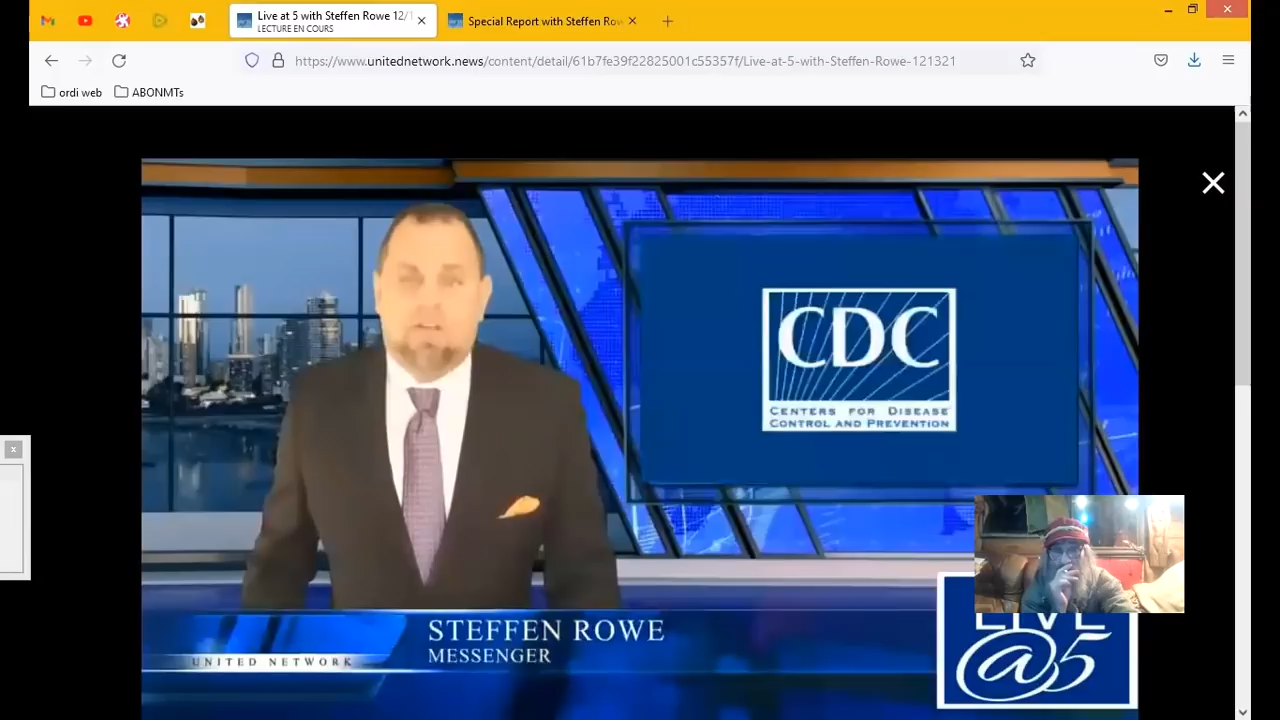 Live at 5 with Steffen Rowe 12/1
LECTURE EN COURS
Special Report with Steffen Row
https://www.unitednetwork.news/content/detail/61b7fe39f22825001c55357f/Live-at-5-with-Steffen-Rowe-121321
ordi web
ABONMTs
CDC
CENTERS FOR DISEASE
CONTROL AND PREVENTION
STEFFEN ROWE
MESSENGER
UNITED NETWORK
LIVE
@5